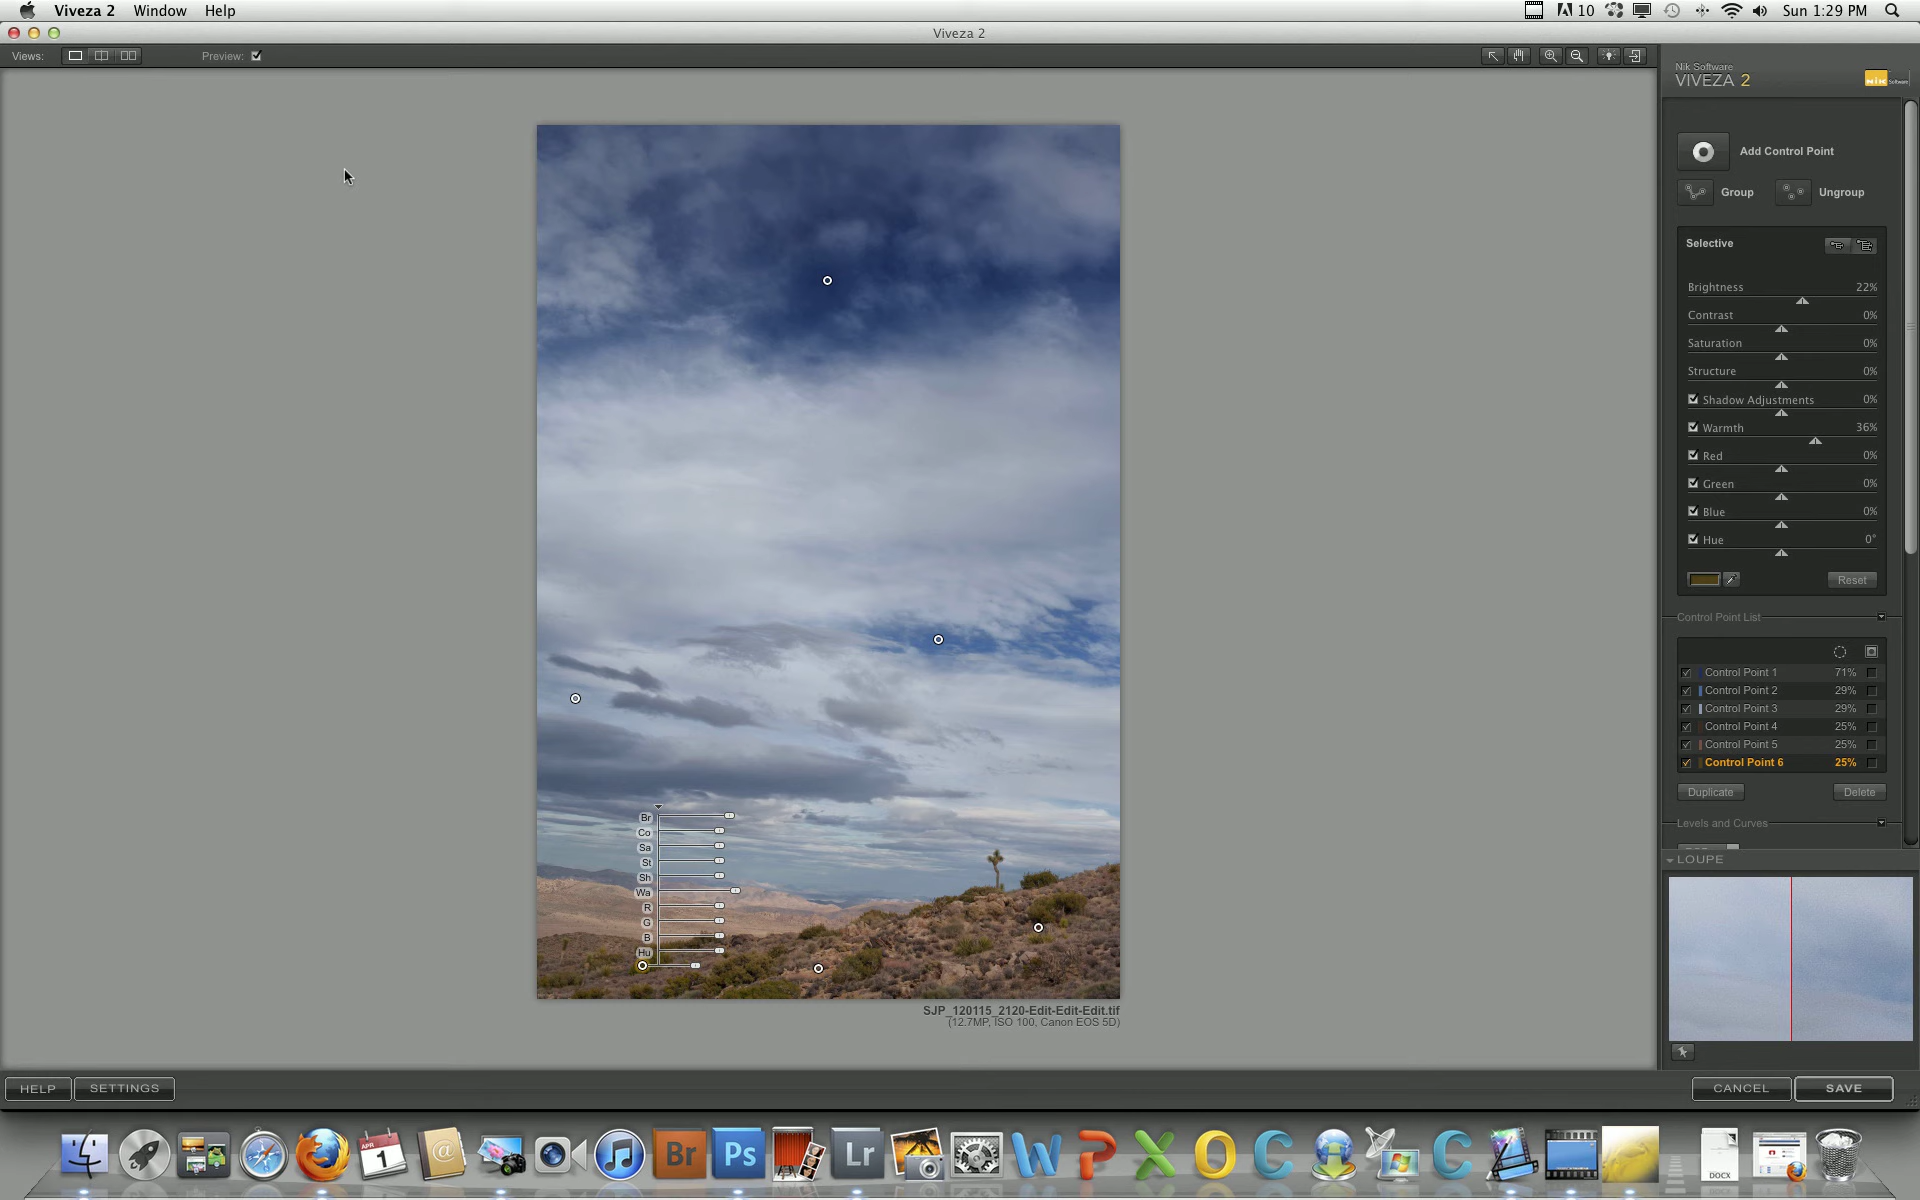 Viveza 2 Window Help
10 Sun 1:29 PM
Viveza 2
Views: Preview:
Nik Software
VIVEZA 2
Nik Software
Add Control Point
Group Ungroup
Selective
Brightness 22%
Contrast 0%
Saturation 0%
Structure 0%
Shadow Adjustments 0%
Warmth 36%
Red 0%
Green 0%
Blue 0%
Hue 0°
Reset
Control Point List
Control Point 1 71%
Control Point 2 29%
Control Point 3 29%
Control Point 4 25%
Control Point 5 25%
Control Point 6 25%
Duplicate Delete
Levels and Curves
LOUPE
Br
Co
Sa
St
Sh
Wa
R
G
B
Hu
SJP_120115_2120-Edit-Edit-Edit.tif
(12.7MP, ISO 100, Canon EOS 5D)
HELP SETTINGS
CANCEL SAVE
APR
1
Br
Ps
Lr
DOCX